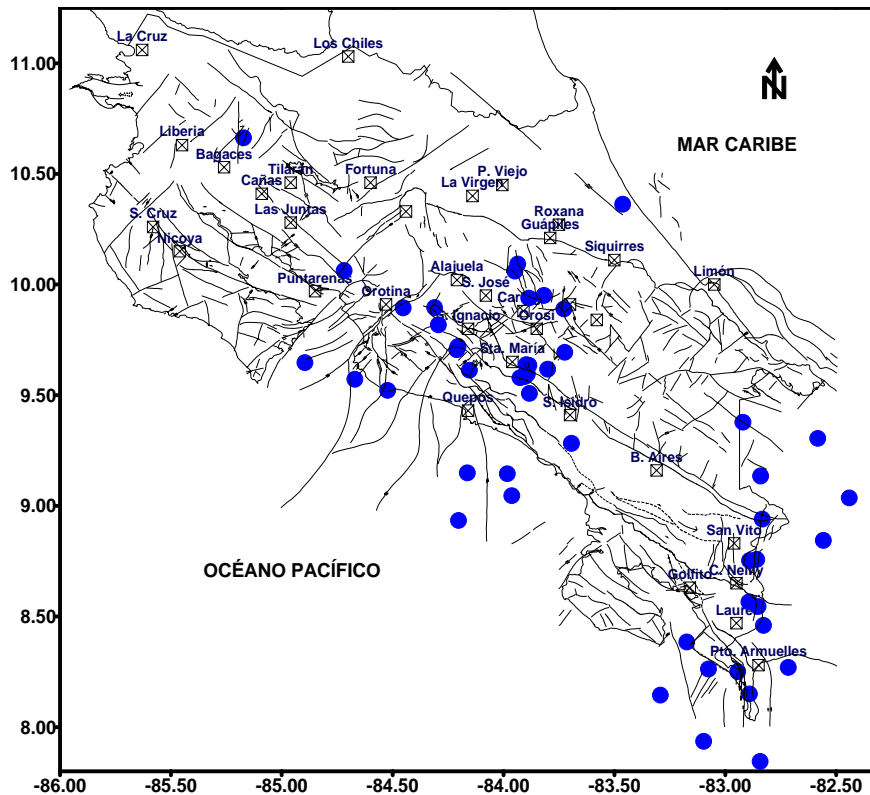 La Cruz
Los Chiles
11.00
N
MAR CARIBE
Liberia
Bagaces
10.50
Tilarán
Fortuna
P. Viejo
Cañas
La Virgen
Las Juntas
Roxana
S. Cruz
Guápiles
Nicoya
Siquirres
10.00
Puntarenas
Alajuela
S. José
Limón
Orotina
Ignacio
Orosi
Sta. María
9.50
Quepos
S. Isidro
B. Aires
9.00
San Vito
OCÉANO PACÍFICO
C. Neilly
Golfito
8.50
Laurel
Pto. Armuelles
8.00
-86.00
-85.50
-85.00
-84.50
-84.00
-83.50
-83.00
-82.50